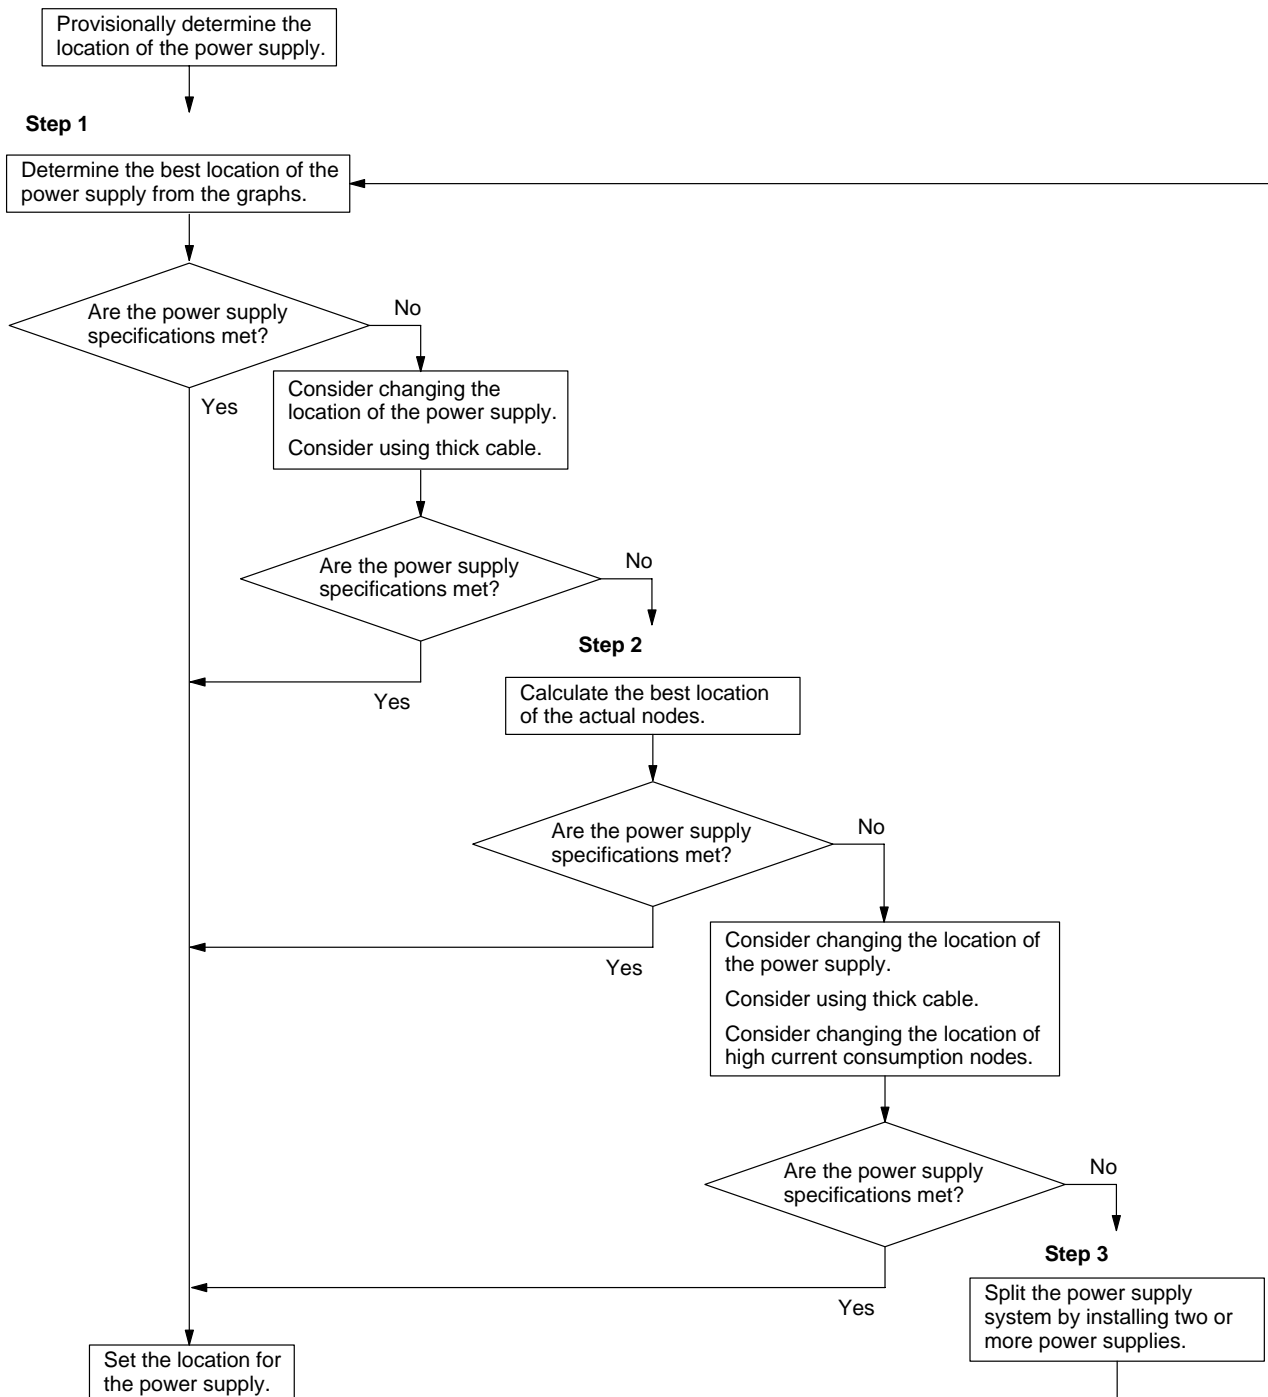 Provisionally determine the
location of the power supply.
Step 1
Determine the best location of the
power supply from the graphs.
Are the power supply
specifications met?
No
Yes
Consider changing the
location of the power supply.
Consider using thick cable.
Are the power supply
specifications met?
No
Yes
Step 2
Calculate the best location
of the actual nodes.
Are the power supply
specifications met?
No
Yes
Consider changing the location of
the power supply.
Consider using thick cable.
Consider changing the location of
high current consumption nodes.
Are the power supply
specifications met?
No
Yes
Step 3
Split the power supply
system by installing two or
more power supplies.
Set the location for
the power supply.